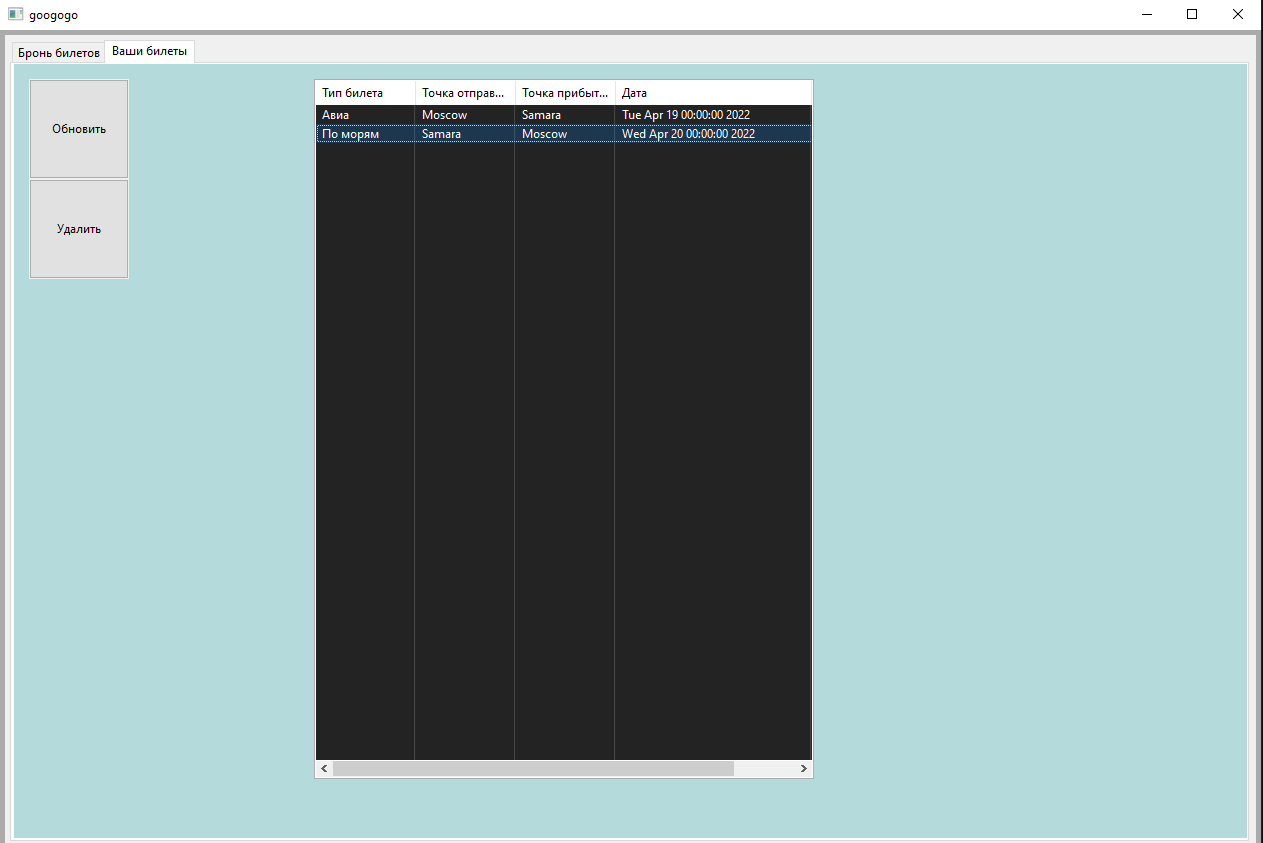 googogo
Бронь билетов Ваши билеты
Обновить
Удалить
Тип билета Точка отправ... Точка прибыт... Дата
Авиа Moscow Samara Tue Apr 19 00:00:00 2022
По морям Samara Moscow Wed Apr 20 00:00:00 2022